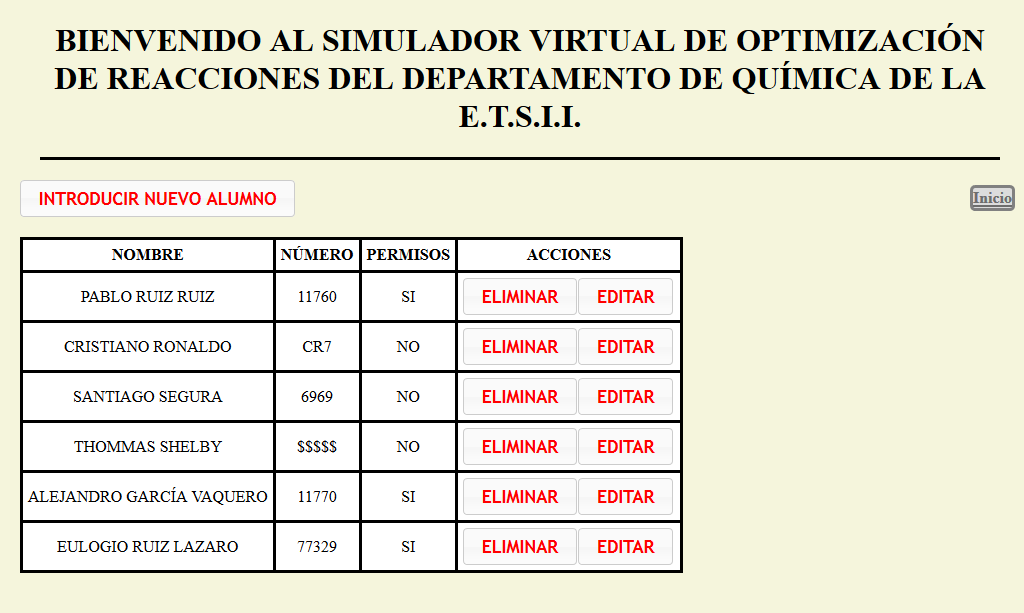 BIENVENIDO AL SIMULADOR VIRTUAL DE OPTIMIZACIÓN
DE REACCIONES DEL DEPARTAMENTO DE QUÍMICA DE LA
E.T.S.I.I.
INTRODUCIR NUEVO ALUMNO
Inicio
NOMBRE NÚMERO PERMISOS ACCIONES
PABLO RUIZ RUIZ 11760 SI ELIMINAR EDITAR
CRISTIANO RONALDO CR7 NO ELIMINAR EDITAR
SANTIAGO SEGURA 6969 NO ELIMINAR EDITAR
THOMMAS SHELBY $$$$$ NO ELIMINAR EDITAR
ALEJANDRO GARCÍA VAQUERO 11770 SI ELIMINAR EDITAR
EULOGIO RUIZ LAZARO 77329 SI ELIMINAR EDITAR